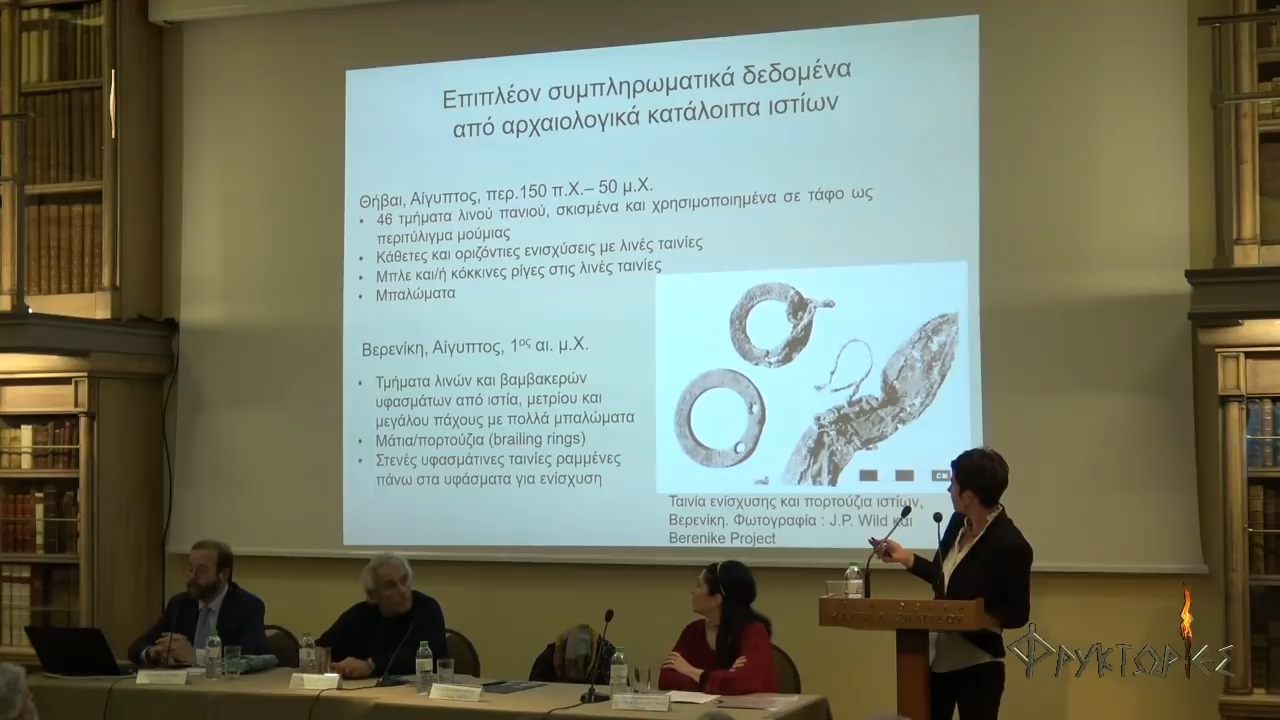 Επιπλέον συμπληρωματικά δεδομένα
από αρχαιολογικά κατάλοιπα ιστίων
Θήβαι, Αίγυπτος, περ.150 π.Χ.– 50 μ.Χ.
• 46 τμήματα λινού πανιού, σκισμένα και χρησιμοποιημένα σε τάφο ως
περιτύλιγμα μούμιας
• Κάθετες και οριζόντιες ενισχύσεις με λινές ταινίες
• Μπλε και/ή κόκκινες ρίγες στις λινές ταινίες
• Μπαλώματα
Βερενίκη, Αίγυπτος, 1ος αι. μ.Χ.
• Τμήματα λινών και βαμβακερών
υφασμάτων από ιστία, μετρίου και
μεγάλου πάχους με πολλά μπαλώματα
• Μάτια/πορτούζια (brailing rings)
• Στενές υφασμάτινες ταινίες ραμμένες
πάνω στα υφάσματα για ενίσχυση
CM
Ταινία ενίσχυσης και πορτούζια ιστίων,
Βερενίκη. Φωτογραφία : J.P. Wild και
Berenike Project
ΦΡΥΚΤΩΡΙΕΣ